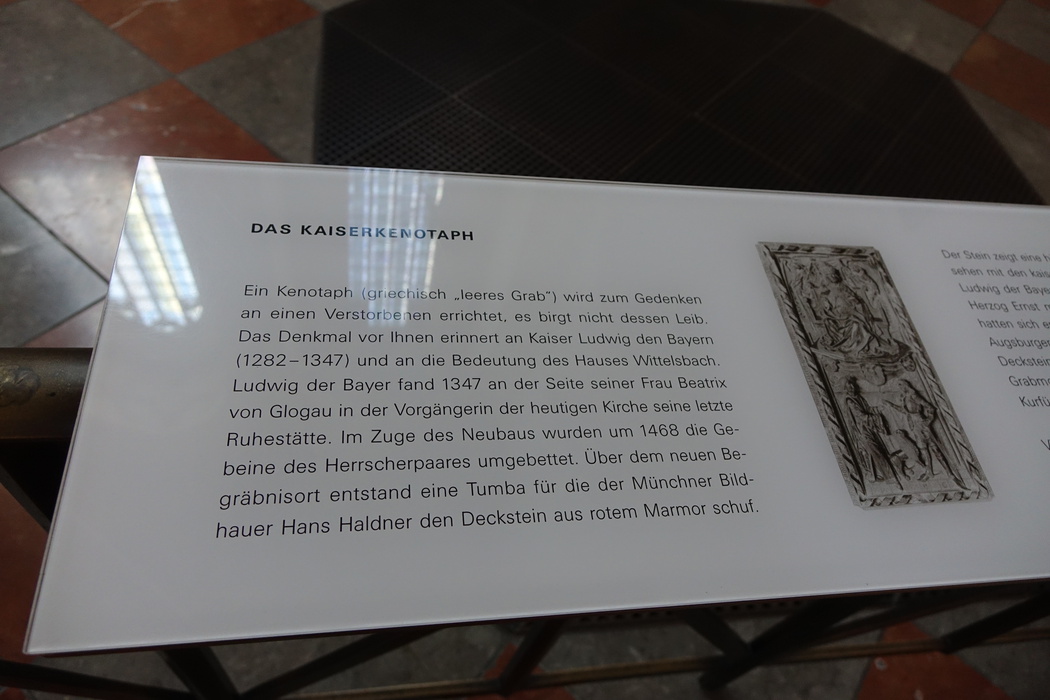 DAS KAISERKENOTAPH
Ein Kenotaph (griechisch „leeres Grab") wird zum Gedenken
an einen Verstorbenen errichtet, es birgt nicht dessen Leib.
Das Denkmal vor Ihnen erinnert an Kaiser Ludwig den Bayern
(1282–1347) und an die Bedeutung des Hauses Wittelsbach.
Ludwig der Bayer fand 1347 an der Seite seiner Frau Beatrix
von Glogau in der Vorgängerin der heutigen Kirche seine letzte
Ruhestätte. Im Zuge des Neubaus wurden um 1468 die Ge-
beine des Herrscherpaares umgebettet. Über dem neuen Be-
gräbnisort entstand eine Tumba für die der Münchner Bild-
hauer Hans Haldner den Deckstein aus rotem Marmor schuf.
Der Stein zeigt eine
sehen mit den
Ludwig der
Herzog Ernst
hatten sich
Augsburger
Deckstein